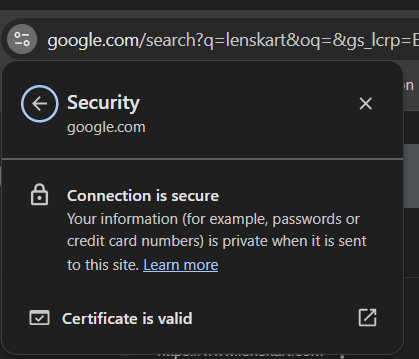 google.com/search?q=lenskart&oq=&gs_lcrp=E
on
Security
google.com
Connection is secure
Your information (for example, passwords or
credit card numbers) is private when it is sent
to this site. Learn more
Certificate is valid